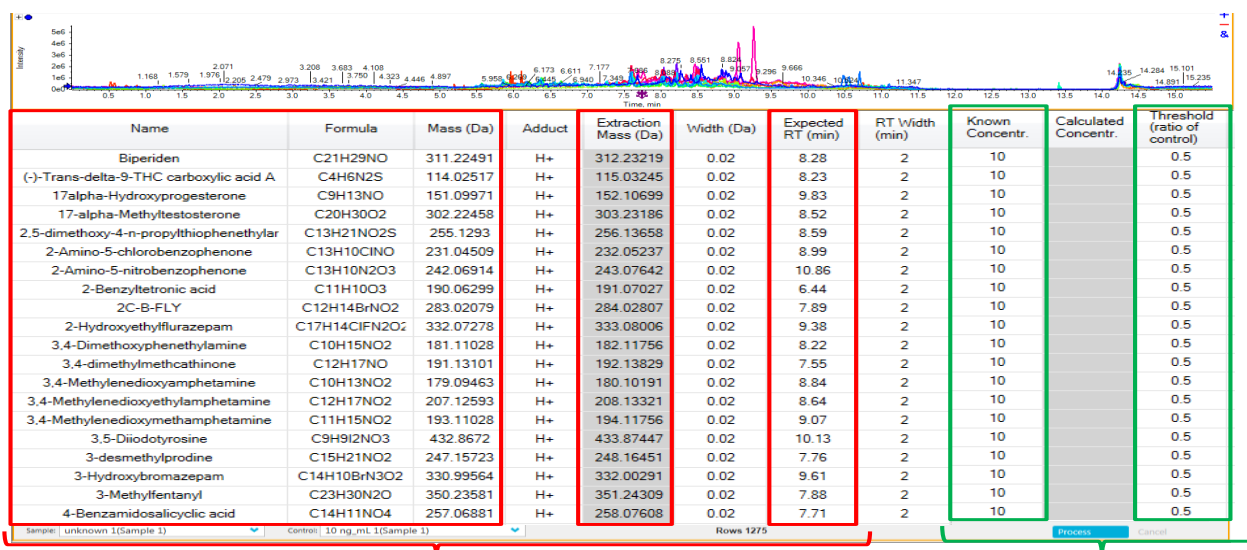 5e6
4e6
3e6
2e6
1e6
0e0
Intensity
1.168 1.579 1.976 2.071 2.205 2.479 2.973 3.208 3.421 3.683 3.750 4.108 4.323 4.446 4.897 5.958 6.173 6.445 6.611 6.940 7.177 7.349 8.275 8.551 8.824 9.057 9.296 9.666 10.346 11.347 14.235 14.284 14.891 15.101 15.235
0.5 1.0 1.5 2.0 2.5 3.0 3.5 4.0 4.5 5.0 5.5 6.0 6.5 7.0 7.5 8.0 8.5 9.0 9.5 10.0 10.5 11.0 11.5 12.0 12.5 13.0 13.5 14.0 14.5 15.0
Time, min
Name Formula Mass (Da) Adduct Extraction Mass (Da) Width (Da) Expected RT (min) RT Width (min) Known Concentr. Calculated Concentr. Threshold (ratio of control)
Biperiden C21H29NO 311.22491 H+ 312.23219 0.02 8.28 2 10 0.5
(-)-Trans-delta-9-THC carboxylic acid A C4H6N2S 114.02517 H+ 115.03245 0.02 8.23 2 10 0.5
17alpha-Hydroxyprogesterone C9H13NO 151.09971 H+ 152.10699 0.02 9.83 2 10 0.5
17-alpha-Methyltestosterone C20H30O2 302.22458 H+ 303.23186 0.02 8.52 2 10 0.5
2,5-dimethoxy-4-n-propylthiophenethylar C13H21NO2S 255.1293 H+ 256.13658 0.02 8.59 2 10 0.5
2-Amino-5-chlorobenzophenone C13H10ClNO 231.04509 H+ 232.05237 0.02 8.99 2 10 0.5
2-Amino-5-nitrobenzophenone C13H10N2O3 242.06914 H+ 243.07642 0.02 10.86 2 10 0.5
2-Benzyltetronic acid C11H10O3 190.06299 H+ 191.07027 0.02 6.44 2 10 0.5
2C-B-FLY C12H14BrNO2 283.02079 H+ 284.02807 0.02 7.89 2 10 0.5
2-Hydroxyethylflurazepam C17H14ClFN2O2 332.07278 H+ 333.08006 0.02 9.38 2 10 0.5
3,4-Dimethoxyphenethylamine C10H15NO2 181.11028 H+ 182.11756 0.02 8.22 2 10 0.5
3,4-dimethylmethcathinone C12H17NO 191.13101 H+ 192.13829 0.02 7.55 2 10 0.5
3,4-Methylenedioxyamphetamine C10H13NO2 179.09463 H+ 180.10191 0.02 8.84 2 10 0.5
3,4-Methylenedioxyethylamphetamine C12H17NO2 207.12593 H+ 208.13321 0.02 8.64 2 10 0.5
3,4-Methylenedioxymethamphetamine C11H15NO2 193.11028 H+ 194.11756 0.02 9.07 2 10 0.5
3,5-Diiodotyrosine C9H9I2NO3 432.8672 H+ 433.87447 0.02 10.13 2 10 0.5
3-desmethylprodine C15H21NO2 247.15723 H+ 248.16451 0.02 7.76 2 10 0.5
3-Hydroxybromazepam C14H10BrN3O2 330.99564 H+ 332.00291 0.02 9.61 2 10 0.5
3-Methylfentanyl C23H30N2O 350.23581 H+ 351.24309 0.02 7.88 2 10 0.5
4-Benzamidosalicyclic acid C14H11NO4 257.06881 H+ 258.07608 0.02 7.71 2 10 0.5
Sample: unknown 1(Sample 1) Control: 10 ng_mL 1(Sample 1) Rows 1275 Process Cancel